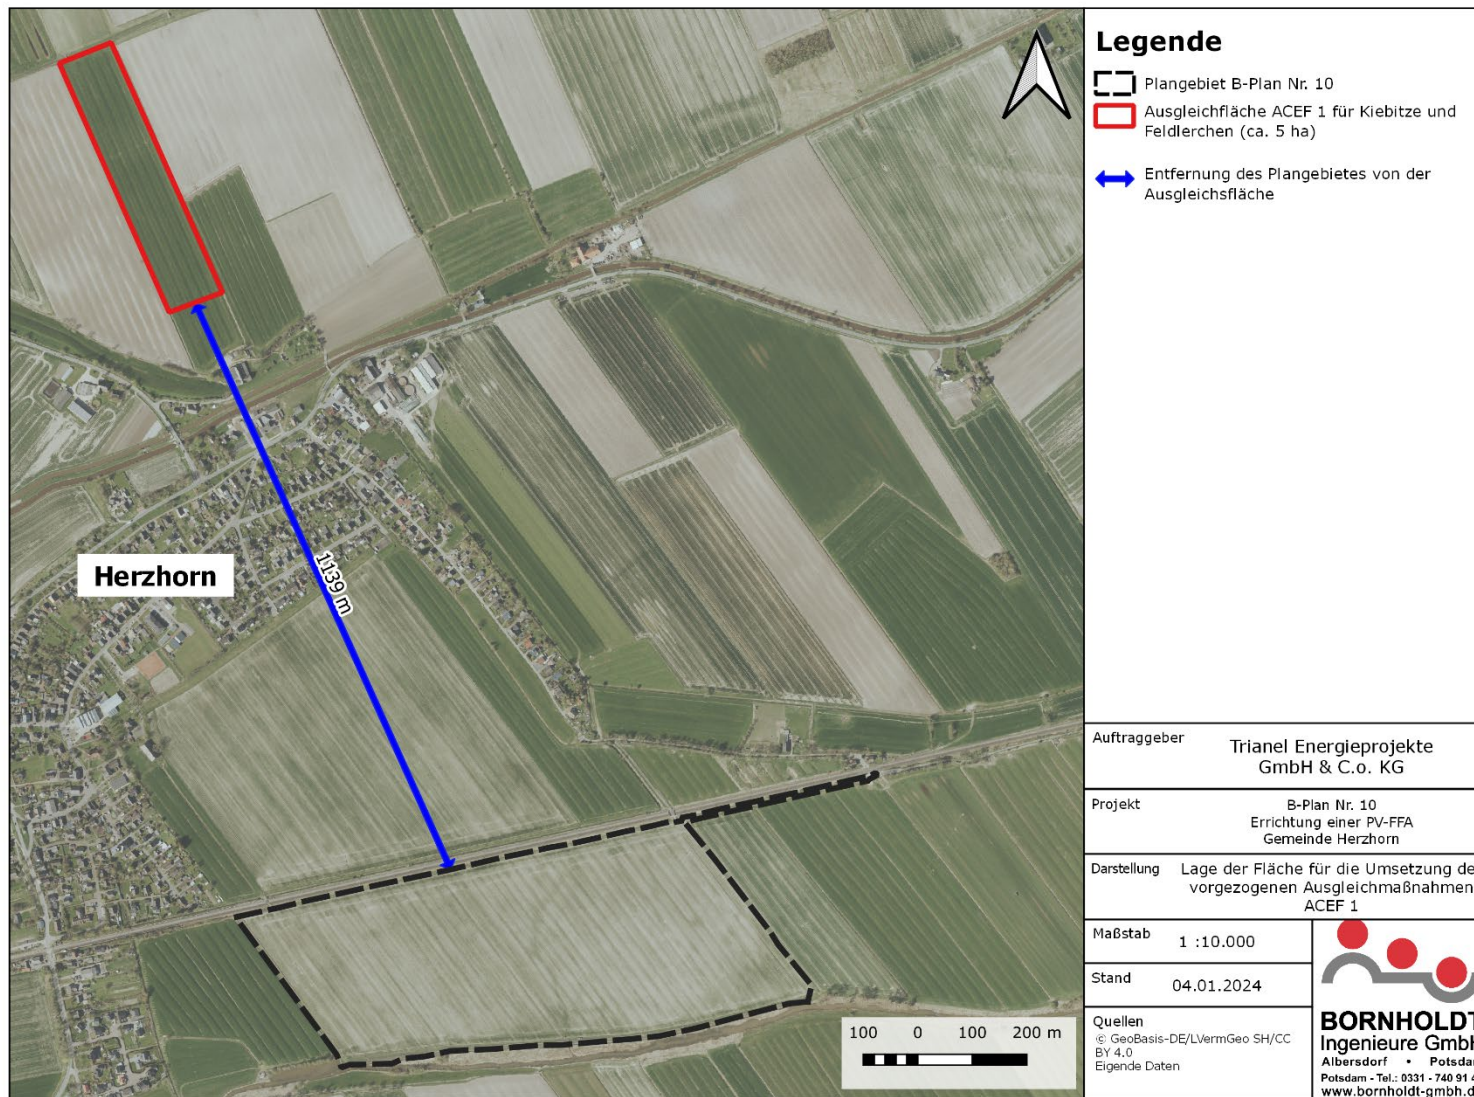 Legende
Plangebiet B-Plan Nr. 10
Ausgleichfläche ACEF 1 für Kiebitze und
Feldlerchen (ca. 5 ha)
Entfernung des Plangebietes von der
Ausgleichsfläche
Herzhorn
1139 m
100 0 100 200 m
Auftraggeber
Trianel Energieprojekte
GmbH & C.o. KG
Projekt
B-Plan Nr. 10
Errichtung einer PV-FFA
Gemeinde Herzhorn
Darstellung
Lage der Fläche für die Umsetzung de
vorgezogenen Ausgleichmaßnahmen
ACEF 1
Maßstab
1 :10.000
Stand
04.01.2024
Quellen
© GeoBasis-DE/LVermGeo SH/CC
BY 4.0
Eigende Daten
BORNHOLDT
Ingenieure GmbH
Albersdorf • Potsda
Potsdam - Tel.: 0331 - 740 91 4
www.bornholdt-gmbh.d